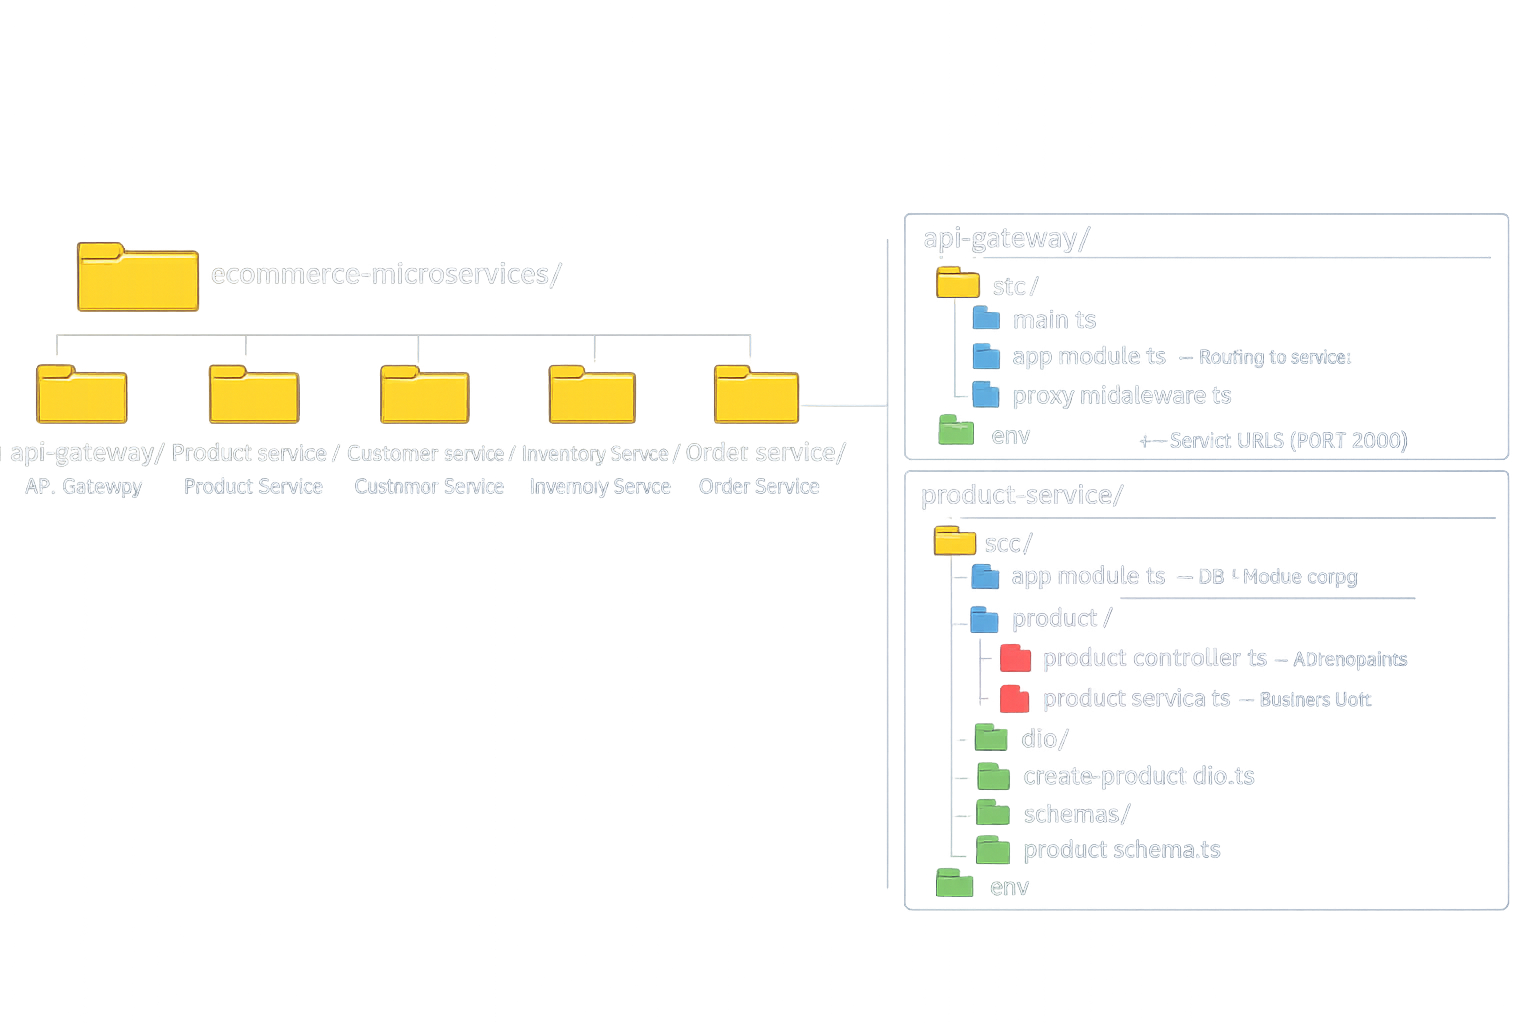 ecommerce-microservices/
api-gateway/ Product service / Customer service / Inventory Servce / Order service/
AP. Gatewpy Product Service Custnmor Service Invemoly Servce Order Service
api-gateway/
stc/
main ts
app module ts — Routing to service:
proxy midaleware ts
env
+—Servict URLS (PORT 2000)
product-service/
scc/
app module ts — DB Modue corpg
product /
product controller ts — ADrenopaints
product servica ts — Businers Uoft
dio/
create-product dio.ts
schemas/
product schema.ts
env